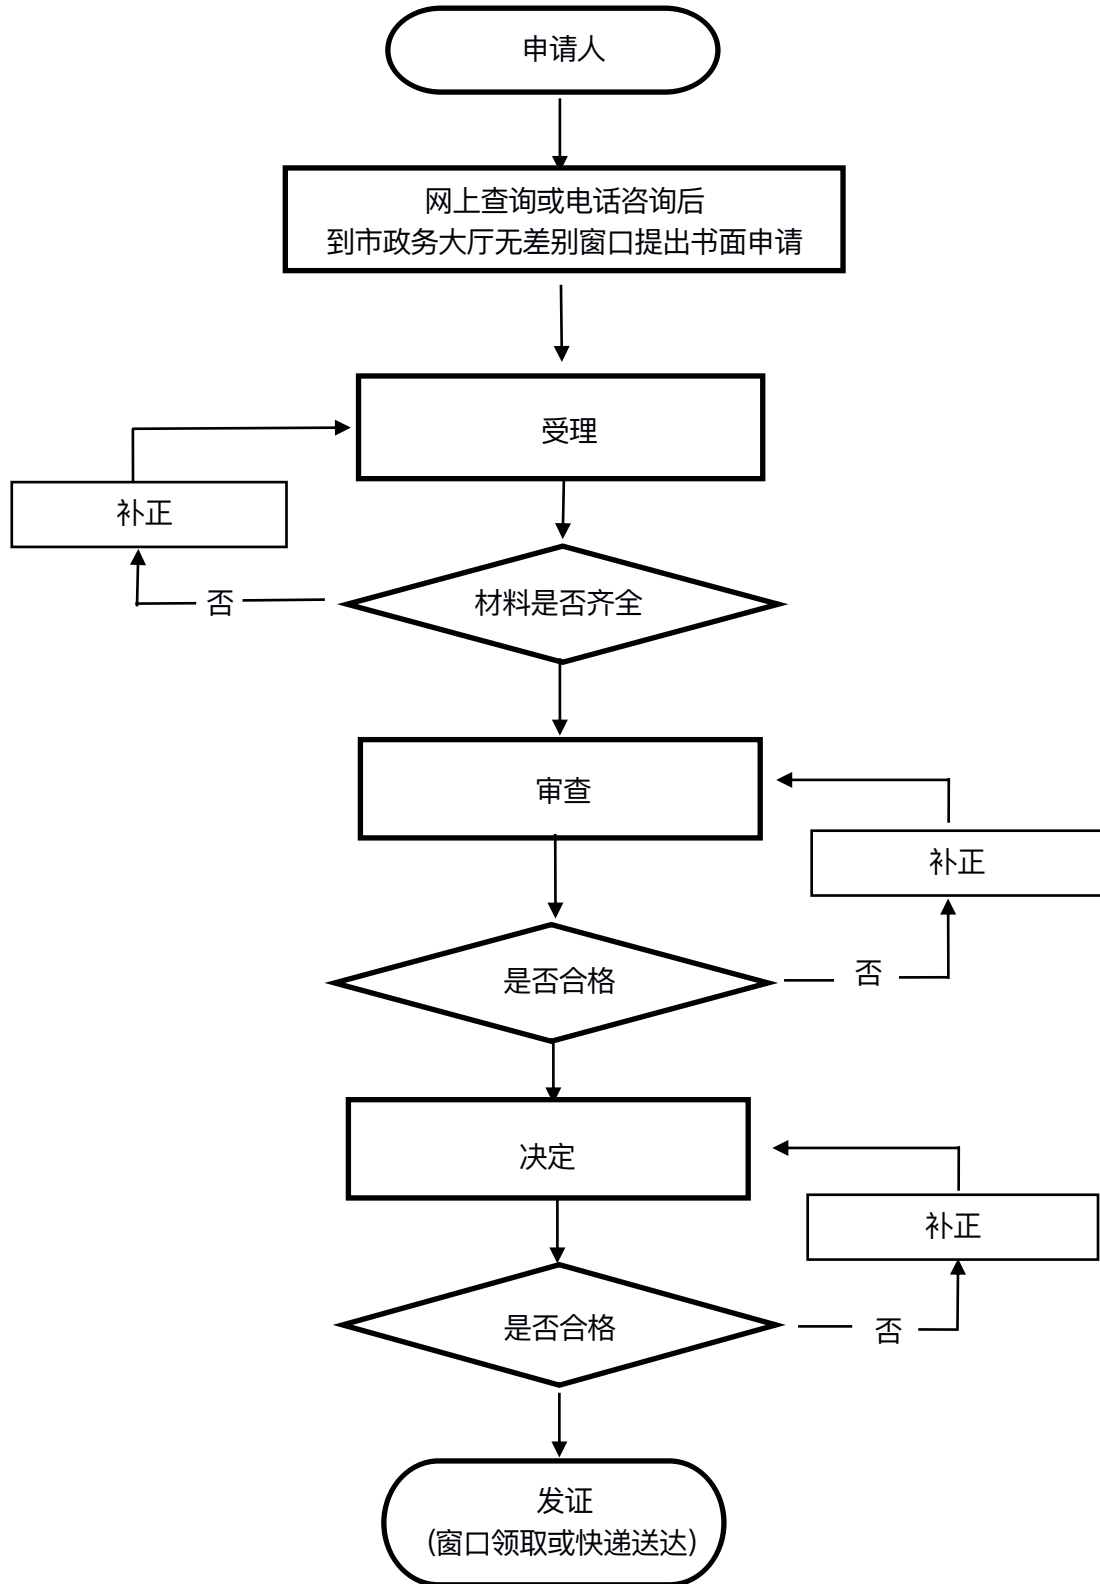 申请人
网上查询或电话咨询后
到市政务大厅无差别窗口提出书面申请
受理
补正
否
材料是否齐全
审查
补正
是否合格
否
决定
补正
是否合格
否
发证
(窗口领取或快递送达)